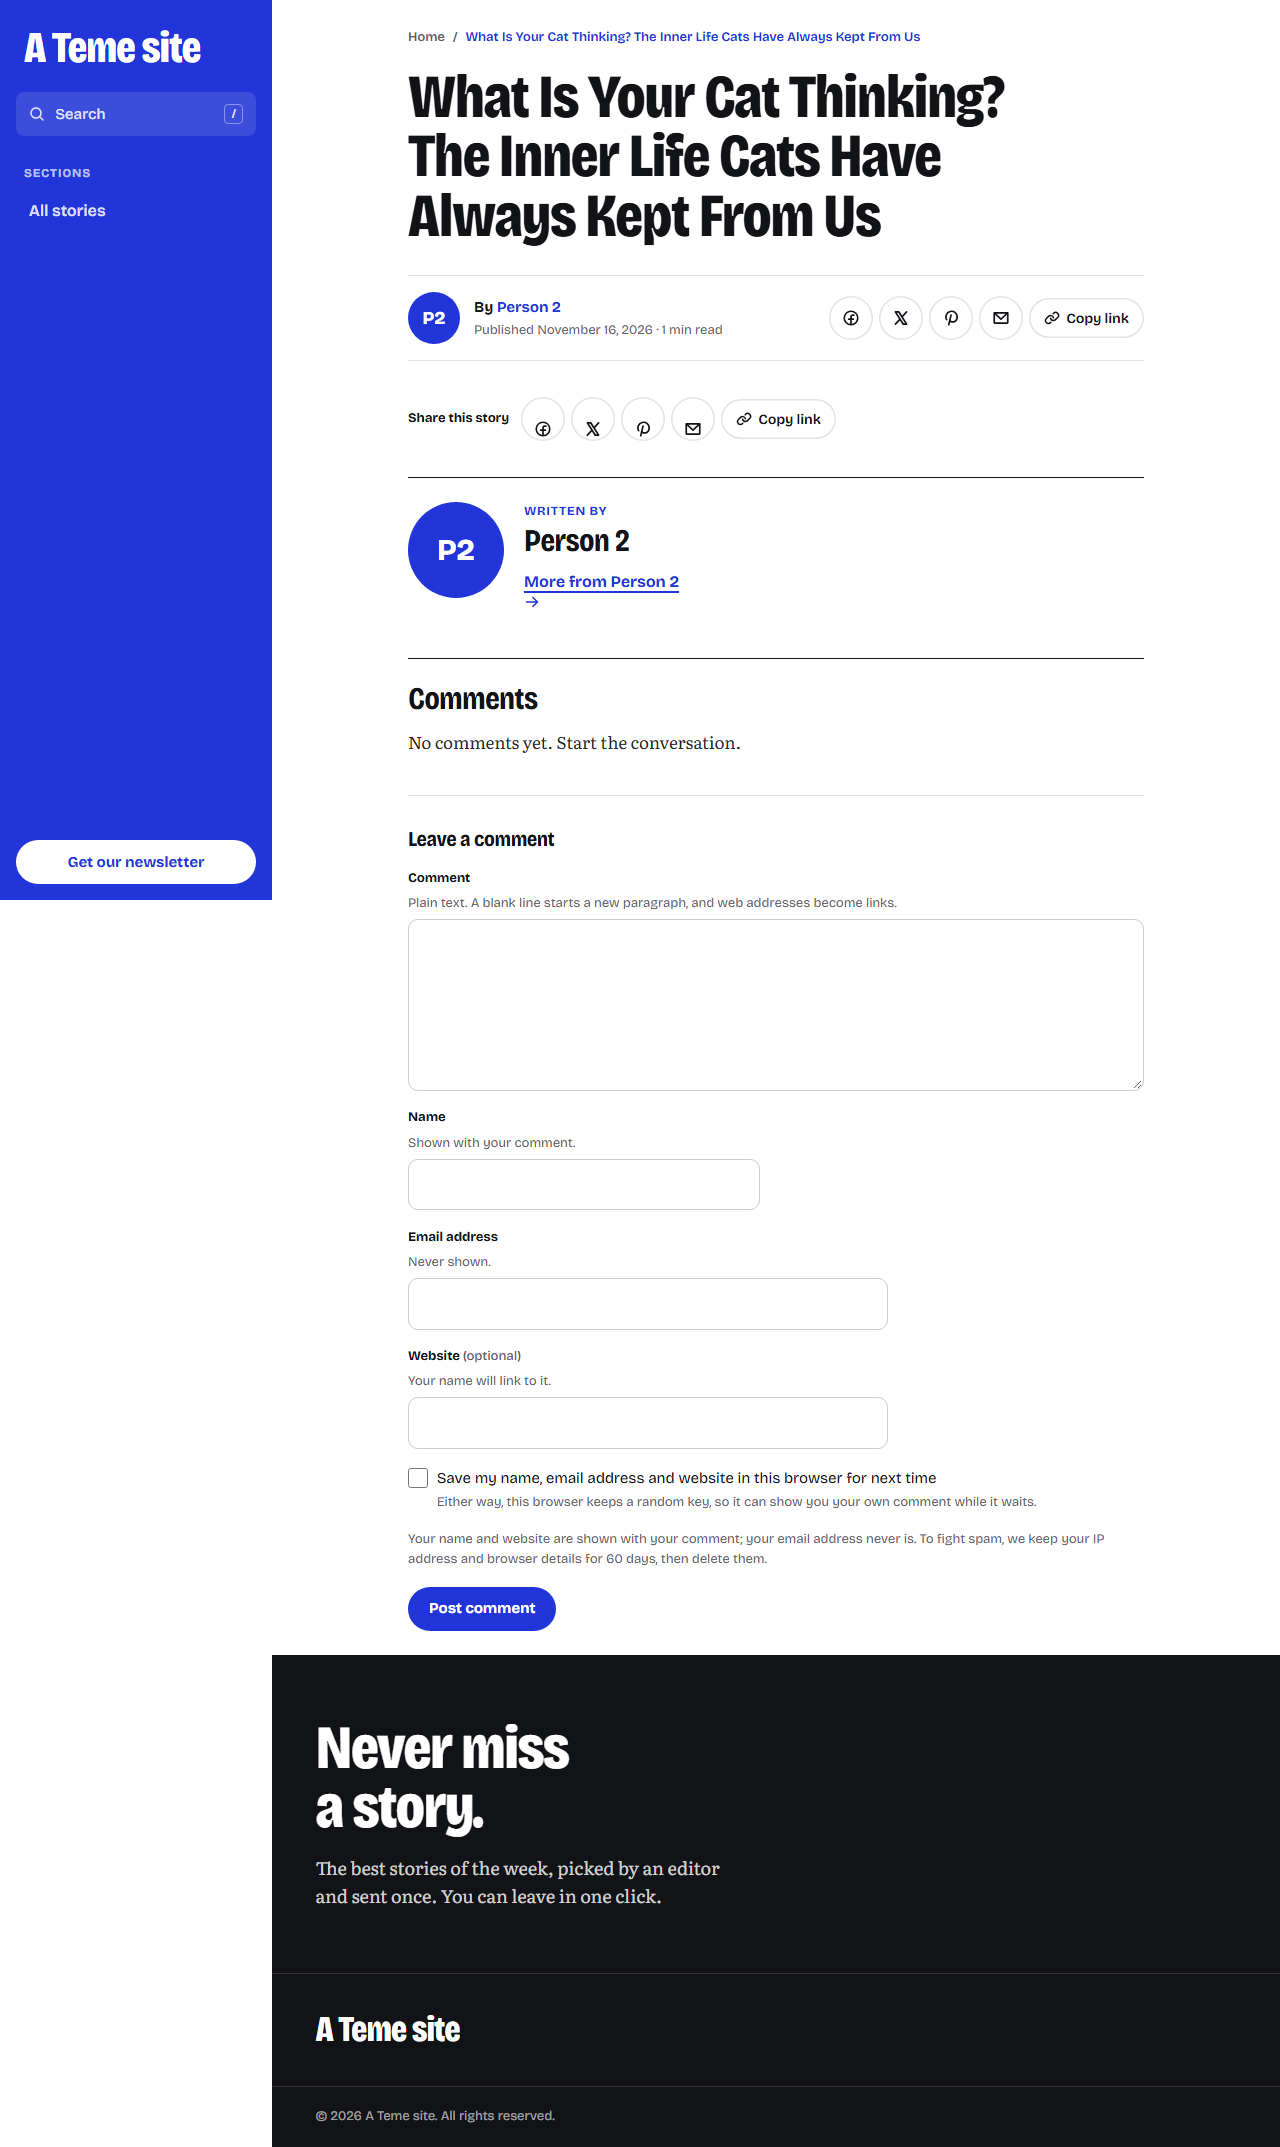 A Teme site
Search
/
SECTIONS
All stories
Get our newsletter
Home / What Is Your Cat Thinking? The Inner Life Cats Have Always Kept From Us
What Is Your Cat Thinking?
The Inner Life Cats Have
Always Kept From Us
P2
By Person 2
Published November 16, 2026 · 1 min read
Copy link
Share this story
Copy link
P2
WRITTEN BY
Person 2
More from Person 2
→
Comments
No comments yet. Start the conversation.
Leave a comment
Comment
Plain text. A blank line starts a new paragraph, and web addresses become links.
Name
Shown with your comment.
Email address
Never shown.
Website (optional)
Your name will link to it.
Save my name, email address and website in this browser for next time
Either way, this browser keeps a random key, so it can show you your own comment while it waits.
Your name and website are shown with your comment; your email address never is. To fight spam, we keep your IP
address and browser details for 60 days, then delete them.
Post comment
Never miss
a story.
The best stories of the week, picked by an editor
and sent once. You can leave in one click.
A Teme site
© 2026 A Teme site. All rights reserved.